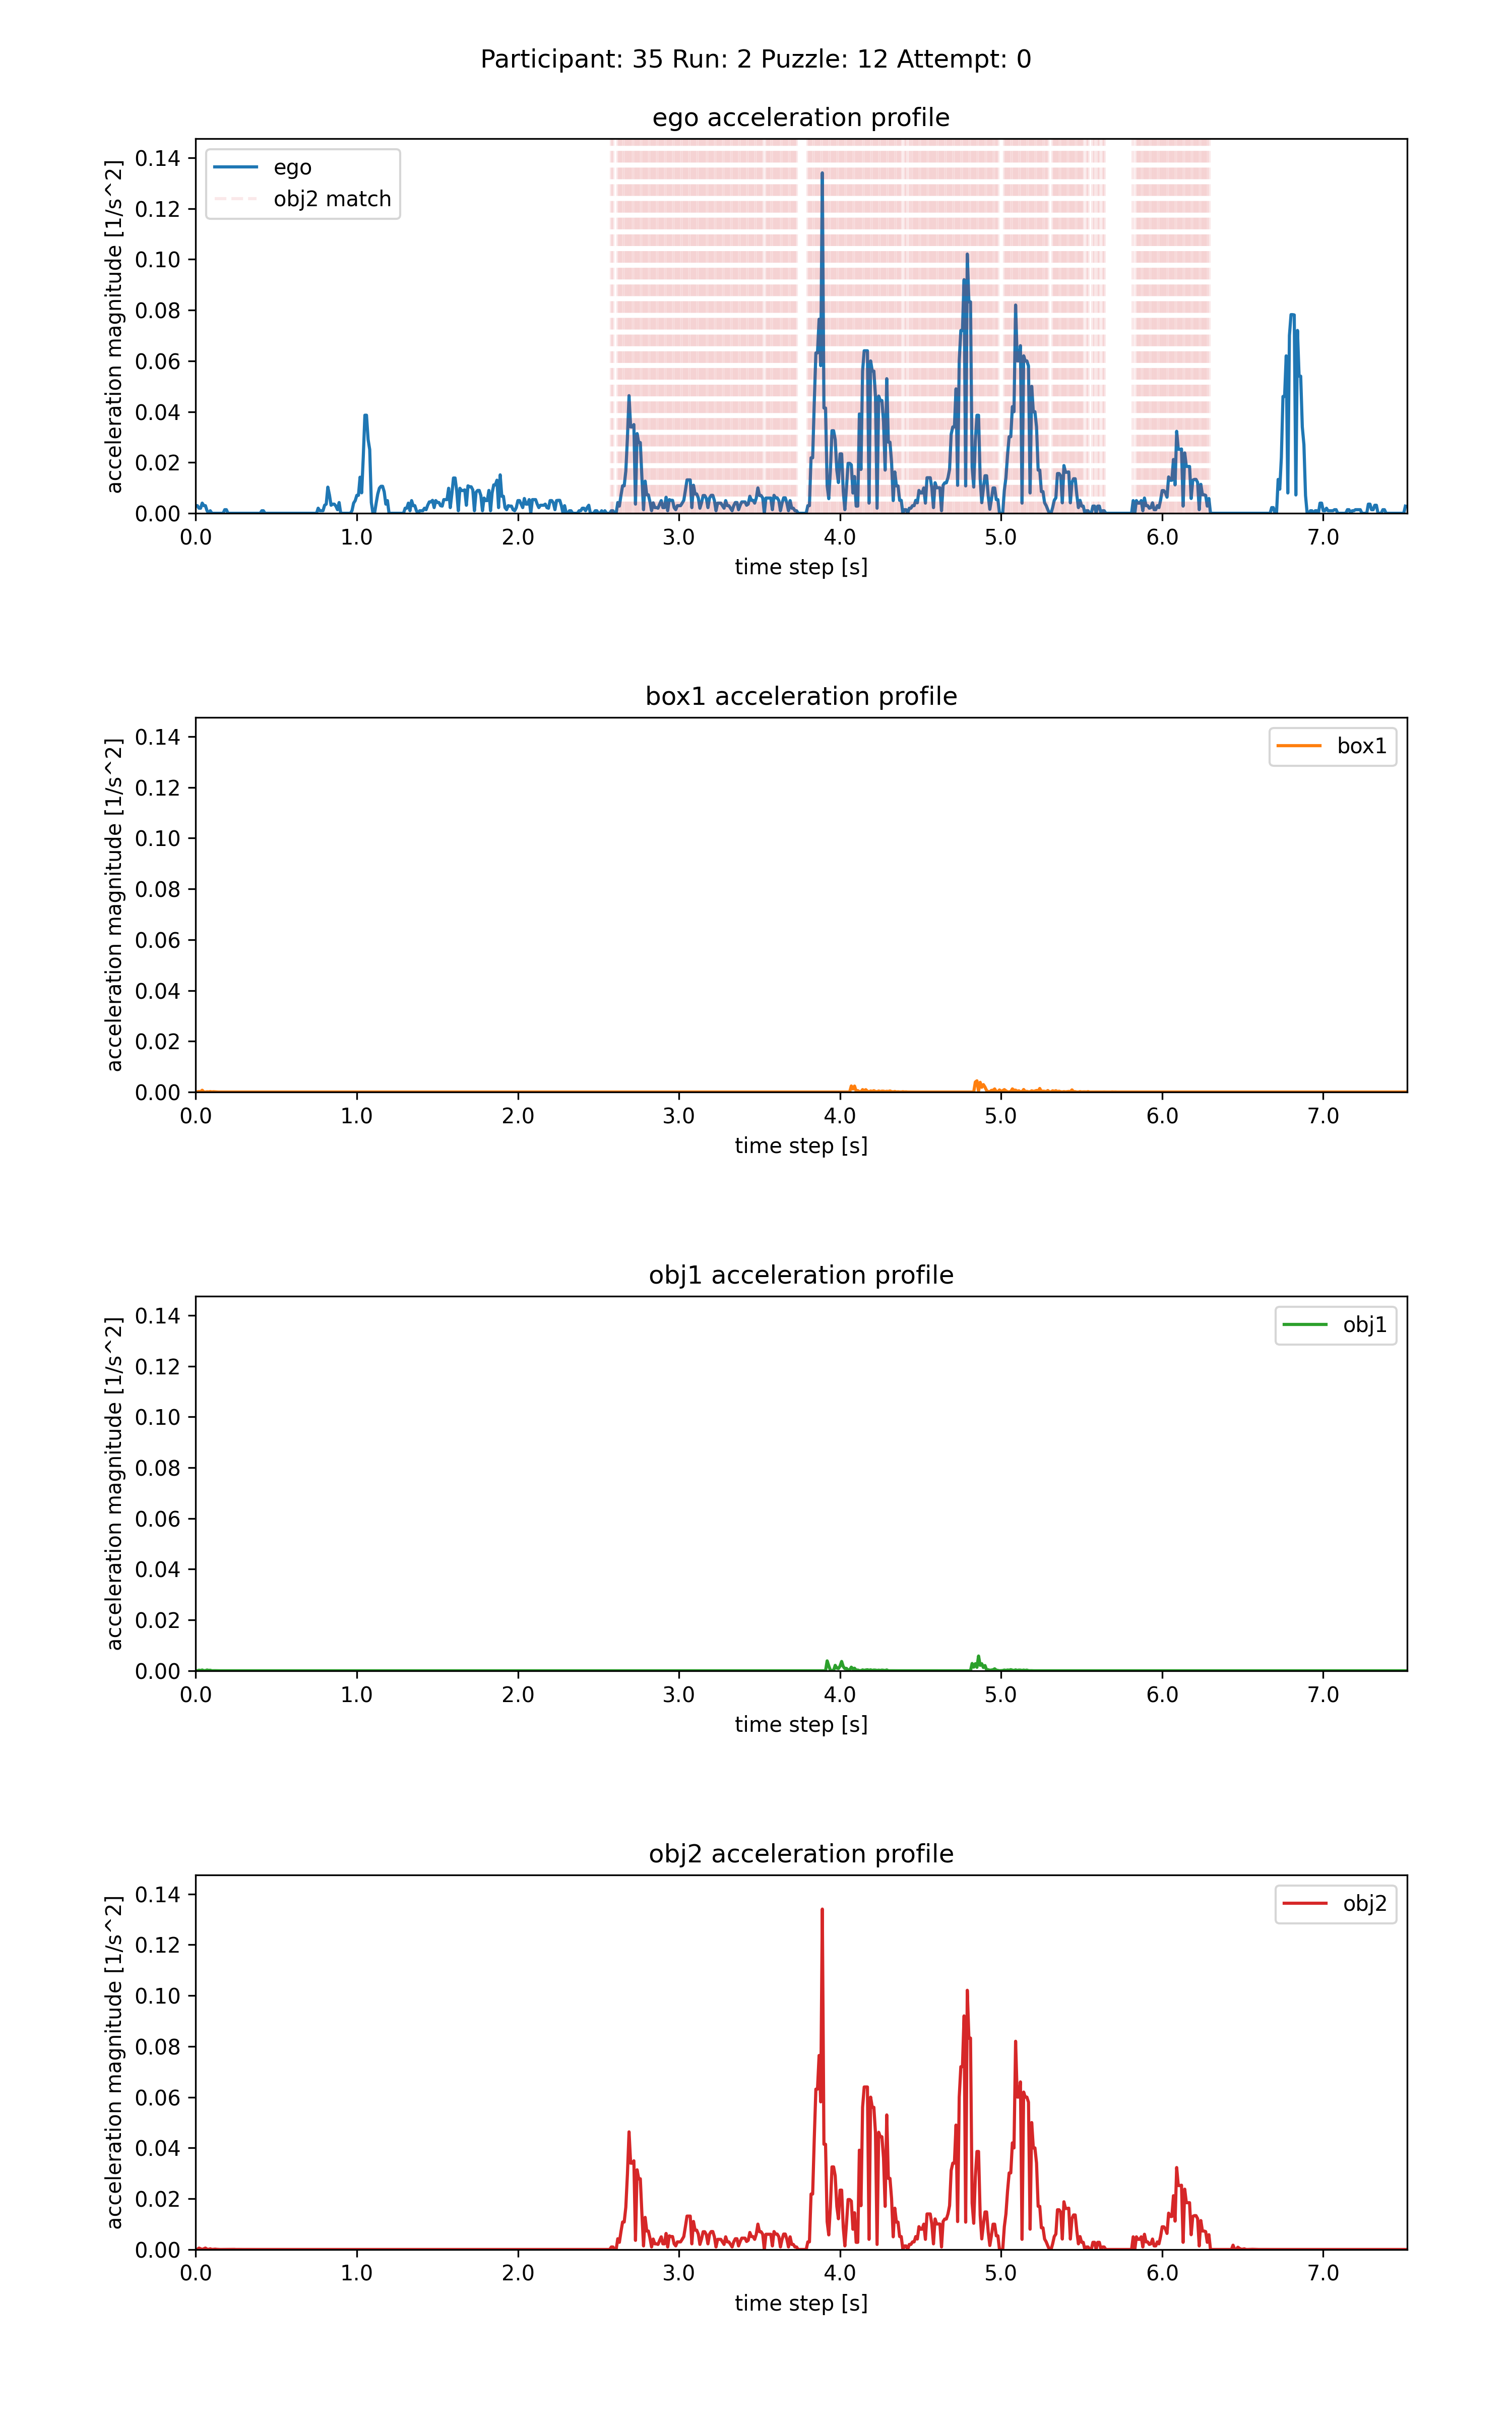 Participant: 35 Run: 2 Puzzle: 12 Attempt: 0
ego acceleration profile
acceleration magnitude [1/s^2]
0.14
0.12
0.10
0.08
0.06
0.04
0.02
0.00
ego
obj2 match
0.0 1.0 2.0 3.0 4.0 5.0 6.0 7.0
time step [s]
box1 acceleration profile
acceleration magnitude [1/s^2]
0.14
0.12
0.10
0.08
0.06
0.04
0.02
0.00
box1
0.0 1.0 2.0 3.0 4.0 5.0 6.0 7.0
time step [s]
obj1 acceleration profile
acceleration magnitude [1/s^2]
0.14
0.12
0.10
0.08
0.06
0.04
0.02
0.00
obj1
0.0 1.0 2.0 3.0 4.0 5.0 6.0 7.0
time step [s]
obj2 acceleration profile
acceleration magnitude [1/s^2]
0.14
0.12
0.10
0.08
0.06
0.04
0.02
0.00
obj2
0.0 1.0 2.0 3.0 4.0 5.0 6.0 7.0
time step [s]